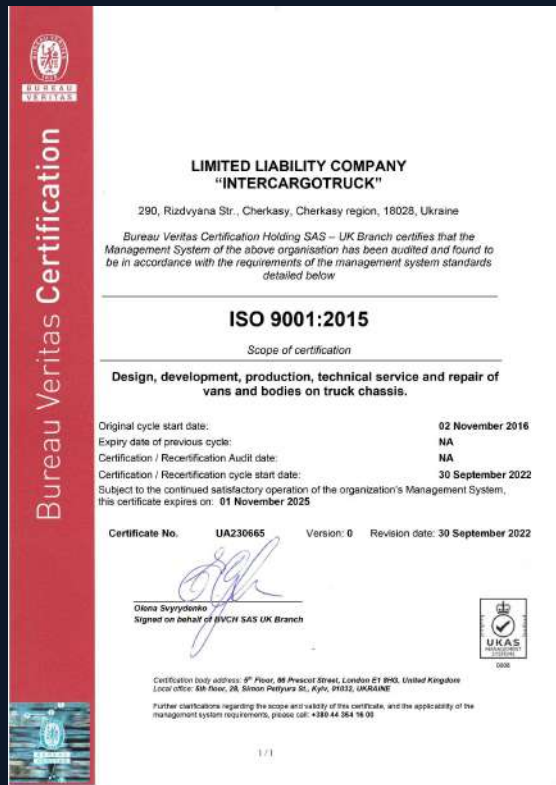 BUREAU
VERITAS
Bureau Veritas Certification
LIMITED LIABILITY COMPANY
“INTERCARGOTRUCK”
290, Rizdvyana Str., Cherkasy, Cherkasy region, 18028, Ukraine
Bureau Veritas Certification Holding SAS – UK Branch certifies that the
Management System of the above organisation has been audited and found to
be in accordance with the requirements of the management system standards
detailed below
ISO 9001:2015
Scope of certification
Design, development, production, technical service and repair of
vans and bodies on truck chassis.
Original cycle start date: 02 November 2016
Expiry date of previous cycle: NA
Certification / Recertification Audit date: NA
Certification / Recertification cycle start date: 30 September 2022
Subject to the continued satisfactory operation of the organization's Management System,
this certificate expires on: 01 November 2025
Certificate No. UA230665 Version: 0 Revision date: 30 September 2022
Olena Svyrydenko
Signed on behalf of BVCH SAS UK Branch
UKAS
MANAGEMENT
SYSTEMS
0008
Certification body address: 5th Floor, 66 Prescot Street, London E1 8HG, United Kingdom
Local office: 5th floor, 28, Simon Petlyura St., Kyiv, 01032, UKRAINE
Further clarifications regarding the scope and validity of this certificate, and the applicability of the
management system requirements, please call: +380 44 364 16 00
1 / 1